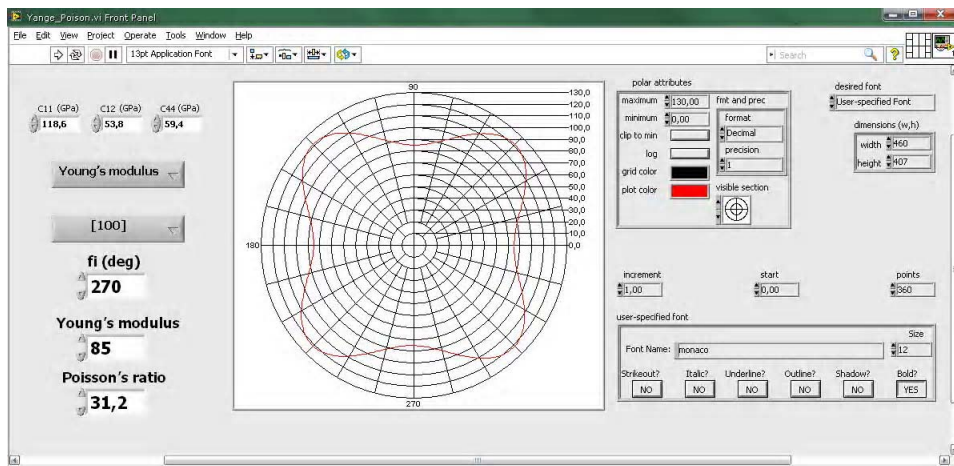 Yange_Poison.vi Front Panel
File Edit View Project Operate Tools Window Help
13pt Application Font
Search
C11 (GPa) C12 (GPa) C44 (GPa)
118,6 53,8 59,4
Young's modulus
[100]
fi (deg)
270
Young's modulus
85
Poisson's ratio
31,2
90
180
270
130,0
120,0
110,0
100,0
90,0
80,0
70,0
60,0
50,0
40,0
30,0
20,0
10,0
0,0
polar attributes
maximum 130,00
minimum 0,00
clip to min
log
grid color
plot color
fmt and prec
format
Decimal
precision
1
visible section
desired font
User-specified Font
dimensions (w,h)
width 460
height 407
increment start points
1,00 0,00 360
user-specified font
Size
Font Name: monaco 12
Strikeout? Italic? Underline? Outline? Shadow? Bold?
NO NO NO NO NO YES